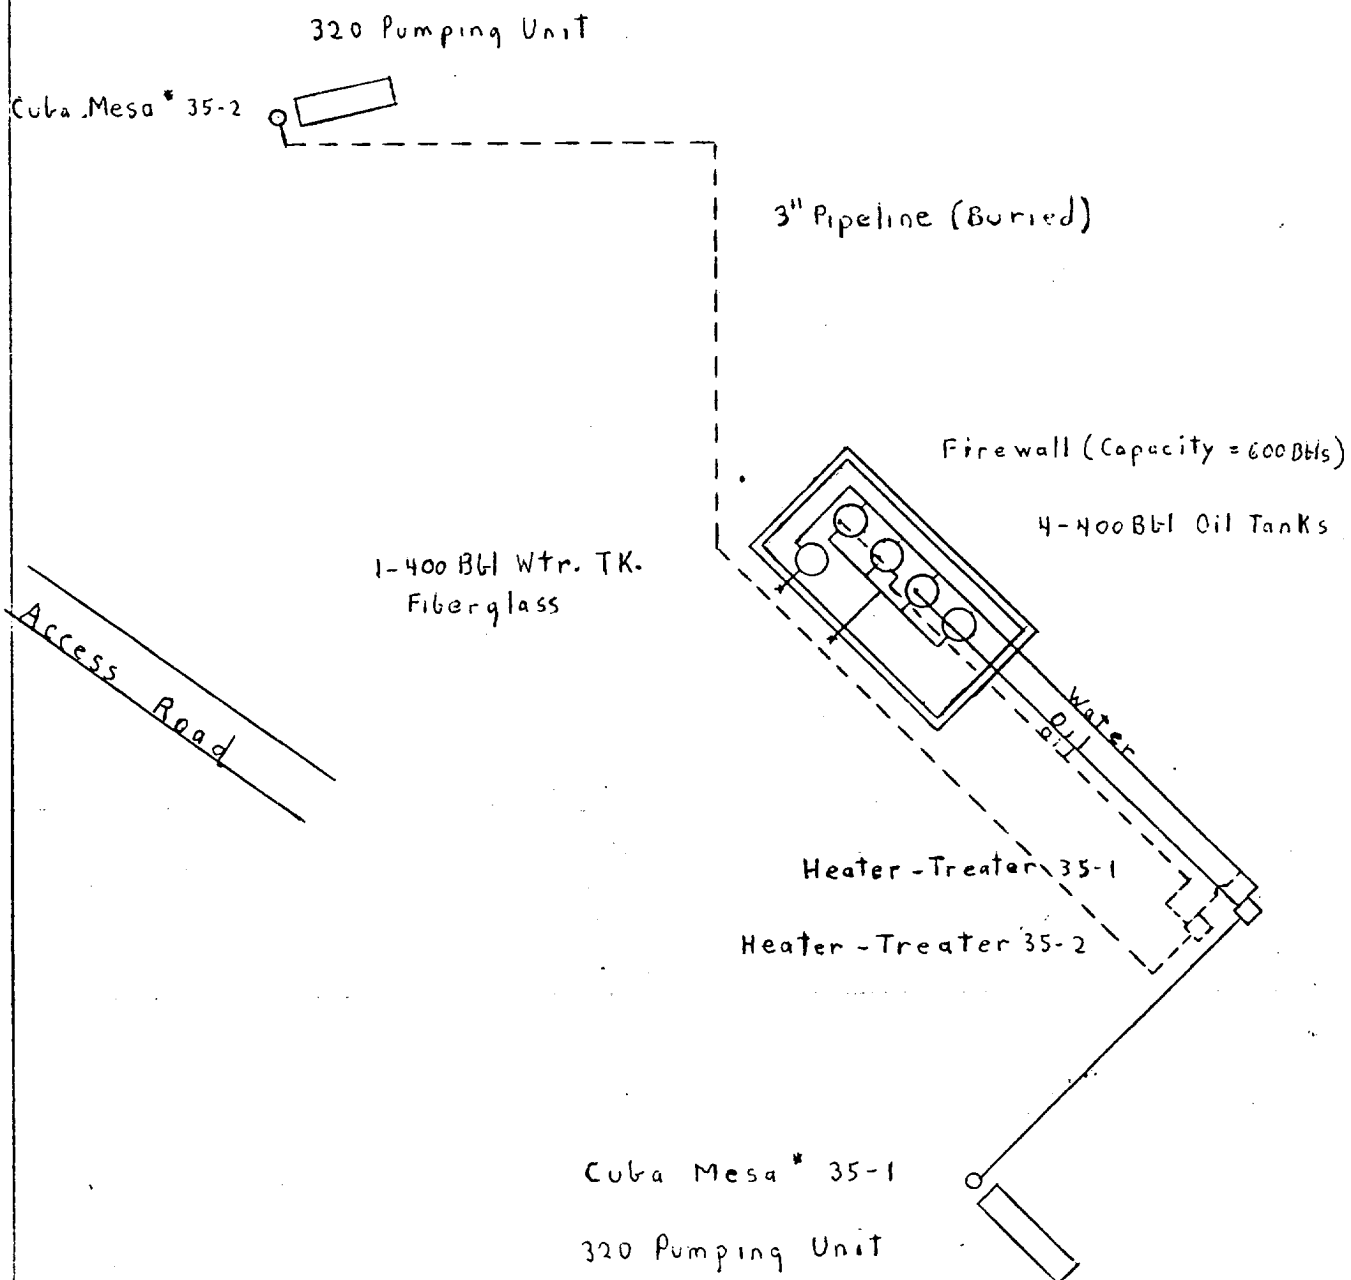 320 Pumping Unit
Cuba Mesa # 35-2
3" Pipeline (Buried)
Firewall (Capacity = 600 Bbls)
4-400 Bbl Oil Tanks
1-400 Bbl Wtr. TK.
Fiberglass
Access Road
Water
Oil
Oil
Heater-Treater 35-1
Heater-Treater 35-2
Cuba Mesa # 35-1
320 Pumping Unit